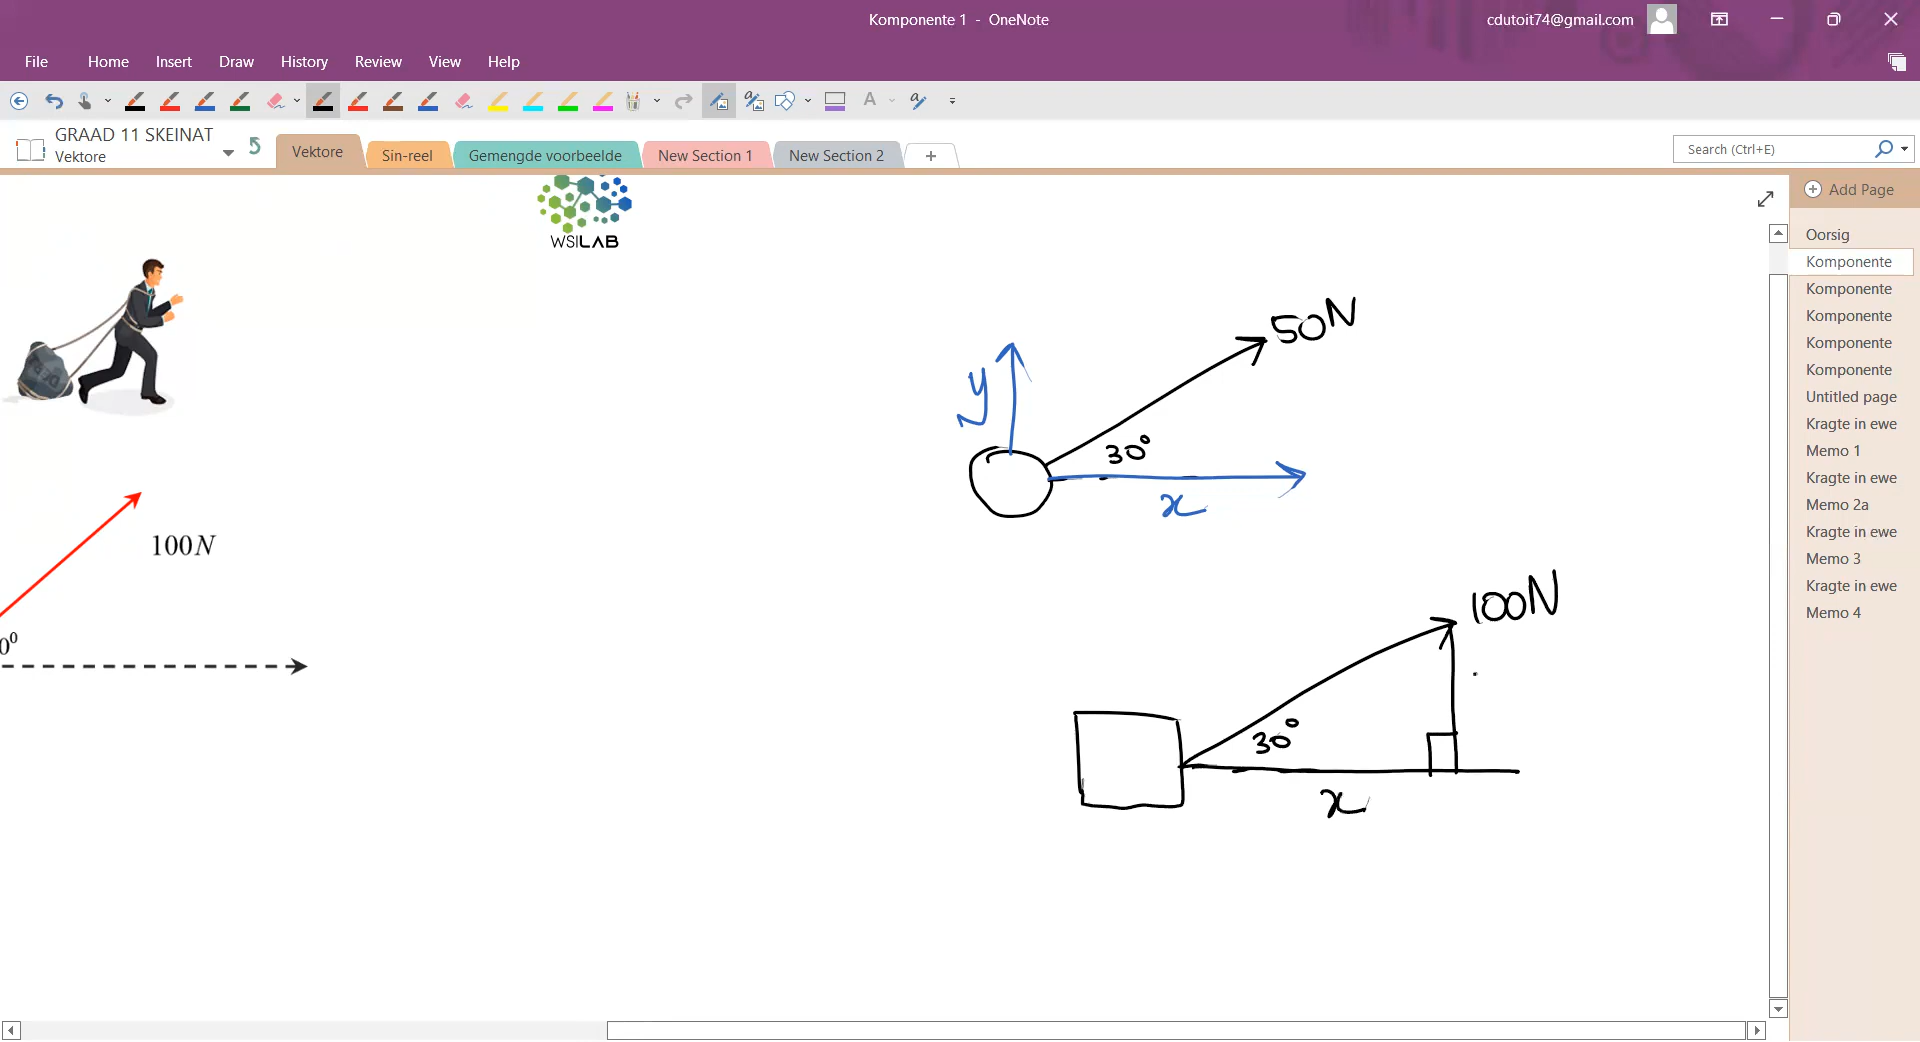 Komponente 1 - OneNote
cdutoit74@gmail.com
File Home Insert Draw History Review View Help
GRAAD 11 SKEINAT
Vektore
Vektore Sin-reel Gemengde voorbeelde New Section 1 New Section 2
Search (Ctrl+E)
Add Page
Oorsig
Komponente
Komponente
Komponente
Komponente
Komponente
Untitled page
Kragte in ewe
Memo 1
Kragte in ewe
Memo 2a
Kragte in ewe
Memo 3
Kragte in ewe
Memo 4
WSILAB
50N
y
30°
x
100N
0⁰
100N
30°
x